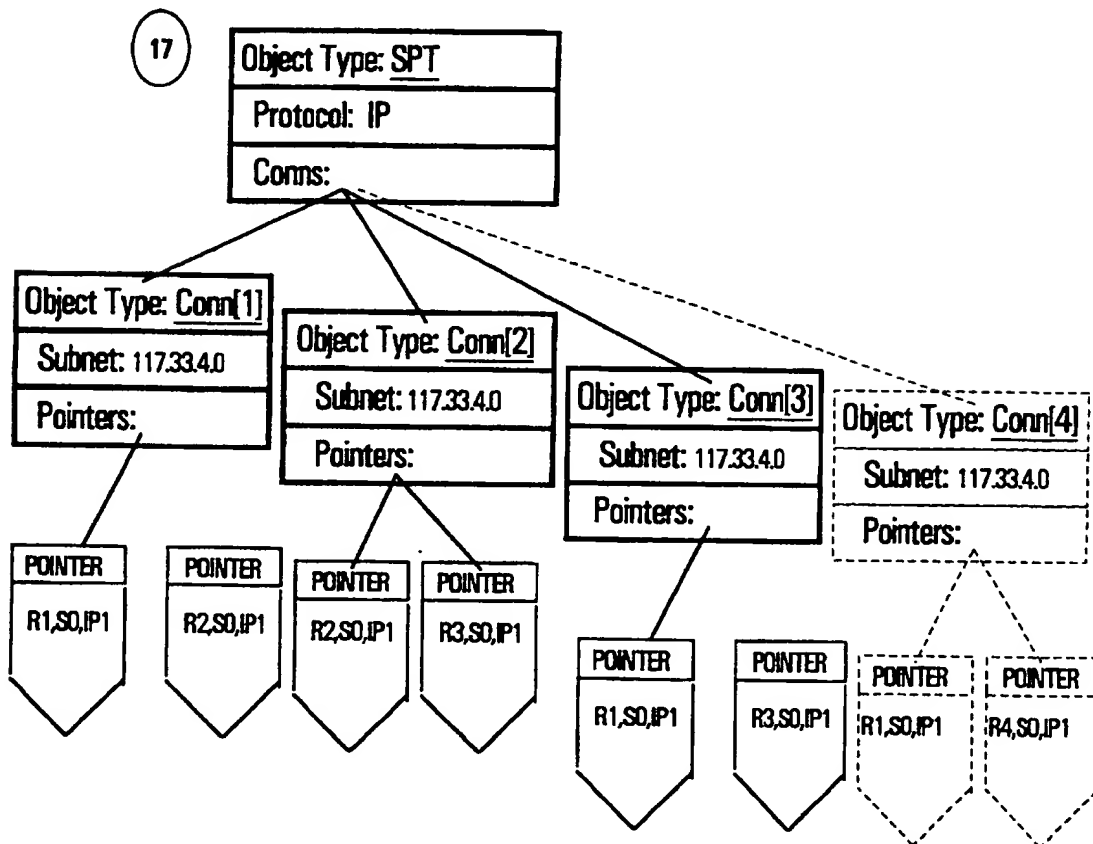 17
Object Type: SPT
Protocol: IP
Conns:
Object Type: Conn[1]
Subnet: 117.33.4.0
Pointers:
Object Type: Conn[2]
Subnet: 117.33.4.0
Pointers:
Object Type: Conn[3]
Subnet: 117.33.4.0
Pointers:
Object Type: Conn[4]
Subnet: 117.33.4.0
Pointers:
POINTER
R1,S0,IP1
POINTER
R2,S0,IP1
POINTER
R2,S0,IP1
POINTER
R3,S0,IP1
POINTER
R1,S0,IP1
POINTER
R3,S0,IP1
POINTER
R1,S0,IP1
POINTER
R4,S0,IP1